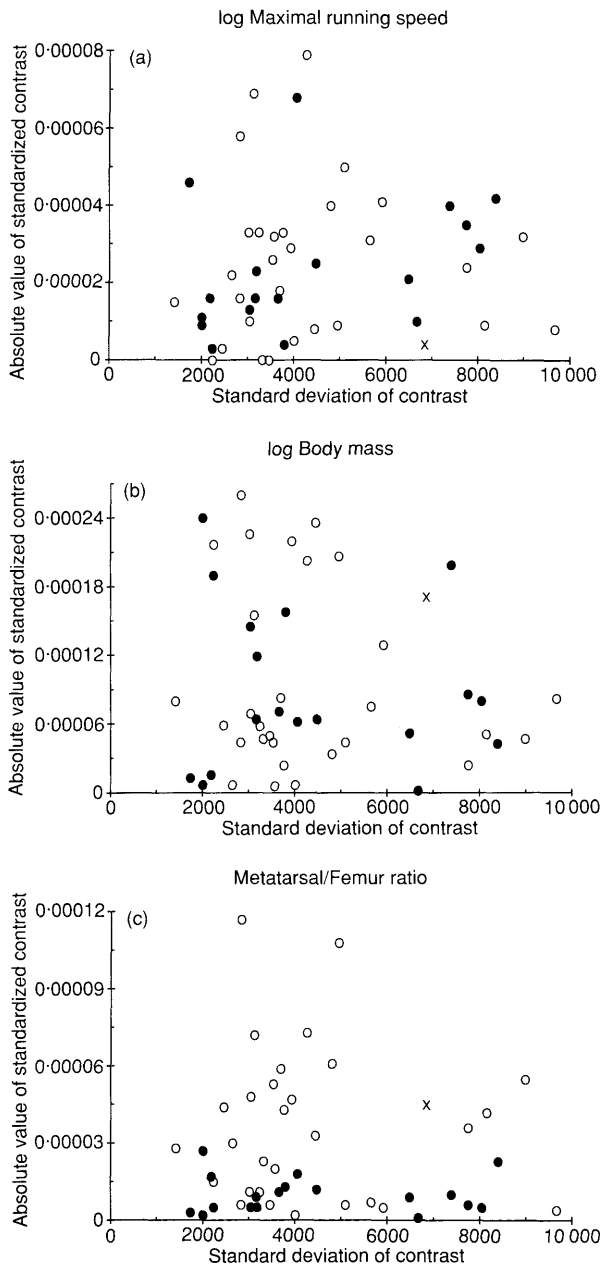 log Maximal running speed
(a)
Absolute value of standardized contrast
0·00008
0·00006
0·00004
0·00002
0
0 2000 4000 6000 8000 10 000
Standard deviation of contrast
log Body mass
(b)
Absolute value of standardized contrast
0·00024
0·00018
0·00012
0·00006
0
0 2000 4000 6000 8000 10 000
Standard deviation of contrast
Metatarsal/Femur ratio
(c)
Absolute value of standardized contrast
0·00012
0·00009
0·00006
0·00003
0
0 2000 4000 6000 8000 10 000
Standard deviation of contrast